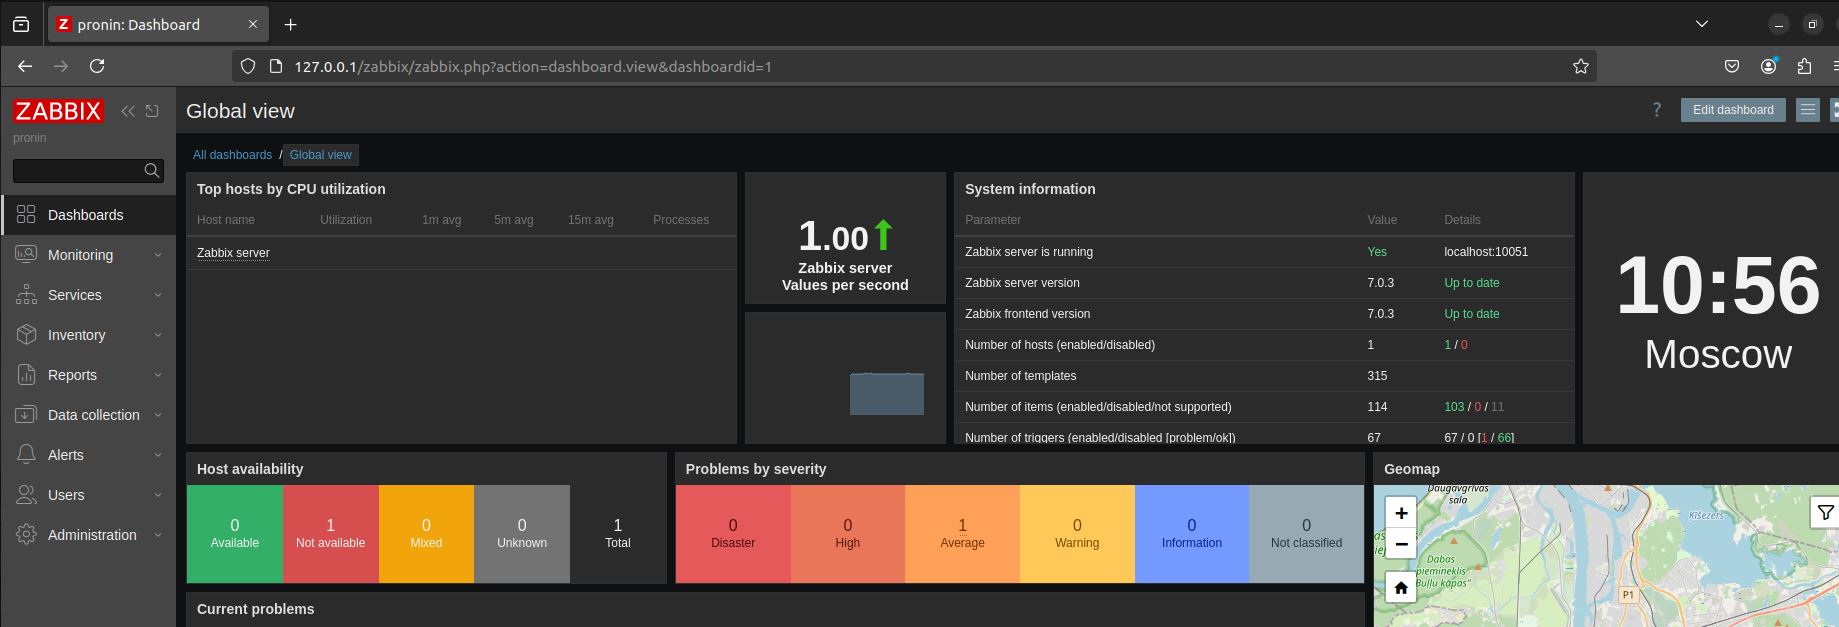 Z pronin: Dashboard
127.0.0.1/zabbix/zabbix.php?action=dashboard.view&dashboardid=1
ZABBIX
pronin
Global view
? Edit dashboard
All dashboards / Global view
Dashboards
Monitoring
Services
Inventory
Reports
Data collection
Alerts
Users
Administration
Top hosts by CPU utilization
Host name Utilization 1m avg 5m avg 15m avg Processes
Zabbix server
1.00
Zabbix server
Values per second
System information
Parameter Value Details
Zabbix server is running Yes localhost:10051
Zabbix server version 7.0.3 Up to date
Zabbix frontend version 7.0.3 Up to date
Number of hosts (enabled/disabled) 1 1 / 0
Number of templates 315
Number of items (enabled/disabled/not supported) 114 103 / 0 / 11
Number of triggers (enabled/disabled [problem/ok]) 67 67 / 0 [1 / 66]
10:56
Moscow
Host availability
0 1 0 0 1
Available Not available Mixed Unknown Total
Problems by severity
0 0 1 0 0 0
Disaster High Average Warning Information Not classified
Geomap
+
−
Daugavgrīvas
sala
Ķīšezers
Dabas
piemineklis
"Buļļu kāpas"
P1
Current problems